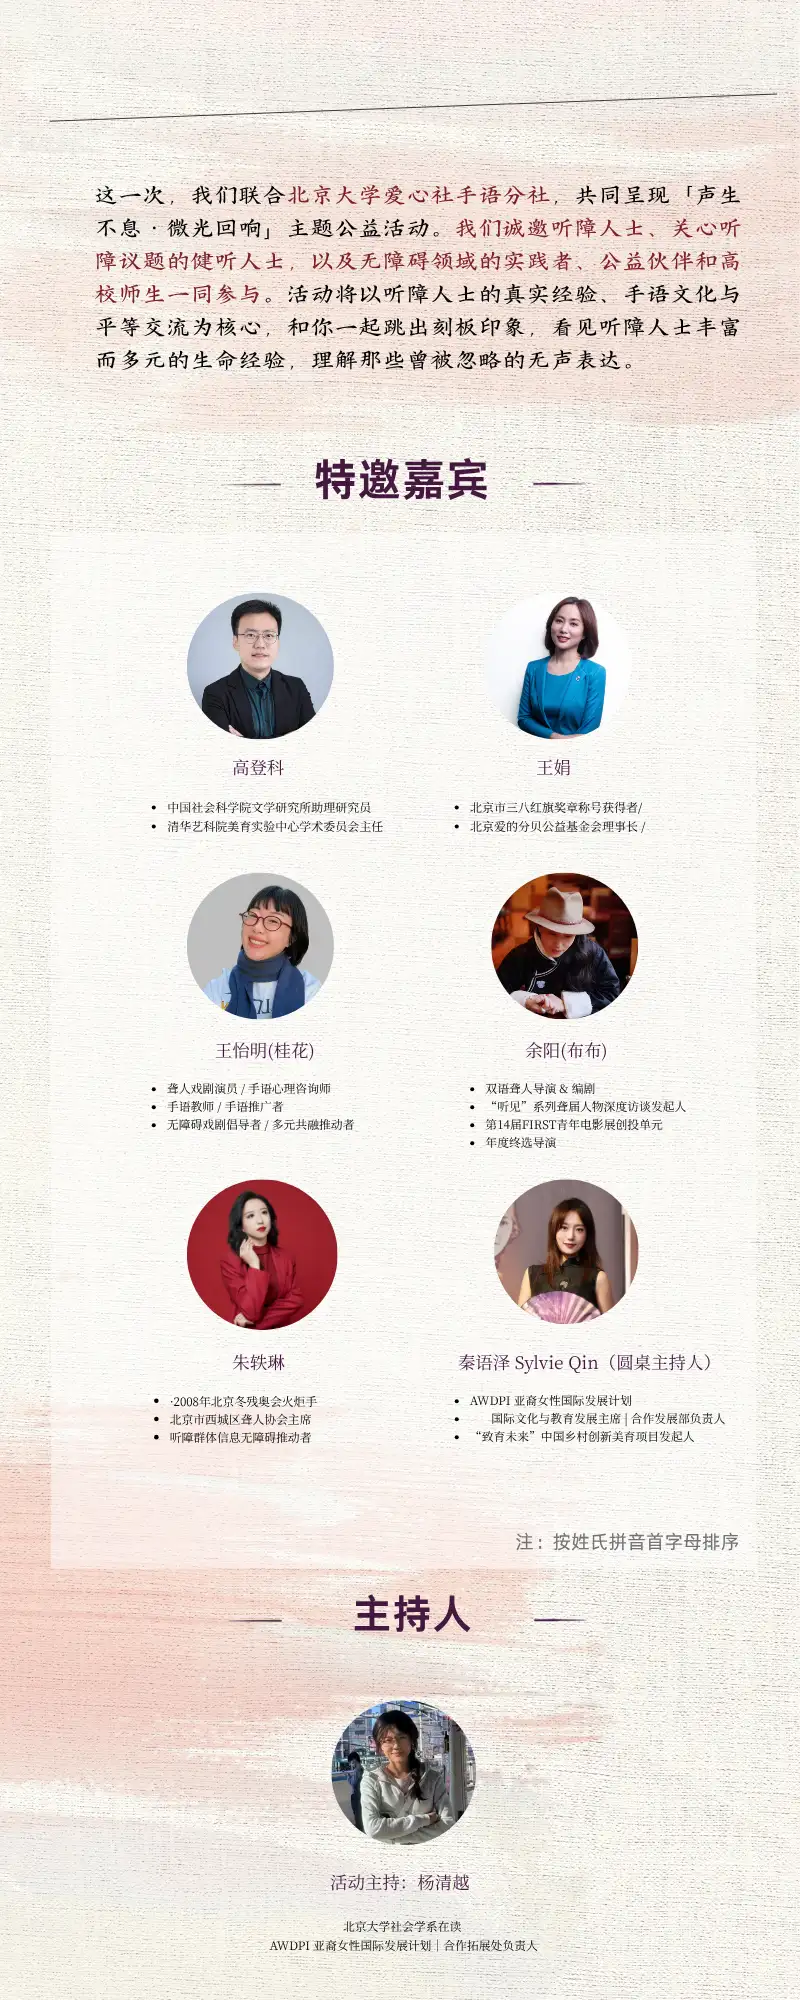 这一次，我们联合北京大学爱心社手语分社，共同呈现「声生
不息·微光回响」主题公益活动。我们诚邀听障人士、关心听
障议题的健听人士，以及无障碍领域的实践者、公益伙伴和高
校师生一同参与。活动将以听障人士的真实经验、手语文化与
平等交流为核心，和你一起跳出刻板印象，看见听障人士丰富
而多元的生命经验，理解那些曾被忽略的无声表达。
特邀嘉宾
高登科
• 中国社会科学院文学研究所助理研究员
• 清华艺科院美育实验中心学术委员会主任
王娟
• 北京市三八红旗奖章称号获得者/
• 北京爱的分贝公益基金会理事长 /
王怡明(桂花)
• 聋人戏剧演员 / 手语心理咨询师
• 手语教师 / 手语推广者
• 无障碍戏剧倡导者 / 多元共融推动者
余阳(布布)
• 双语聋人导演 & 编剧
• “听见”系列聋届人物深度访谈发起人
• 第14届FIRST青年电影展创投单元
• 年度终选导演
朱轶琳
• ·2008年北京冬残奥会火炬手
• 北京市西城区聋人协会主席
• 听障群体信息无障碍推动者
秦语泽 Sylvie Qin（圆桌主持人）
• AWDPI 亚裔女性国际发展计划
• 国际文化与教育发展主席 | 合作发展部负责人
• “致育未来”中国乡村创新美育项目发起人
注：按姓氏拼音首字母排序
主持人
活动主持：杨清越
北京大学社会学系在读
AWDPI 亚裔女性国际发展计划｜合作拓展处负责人